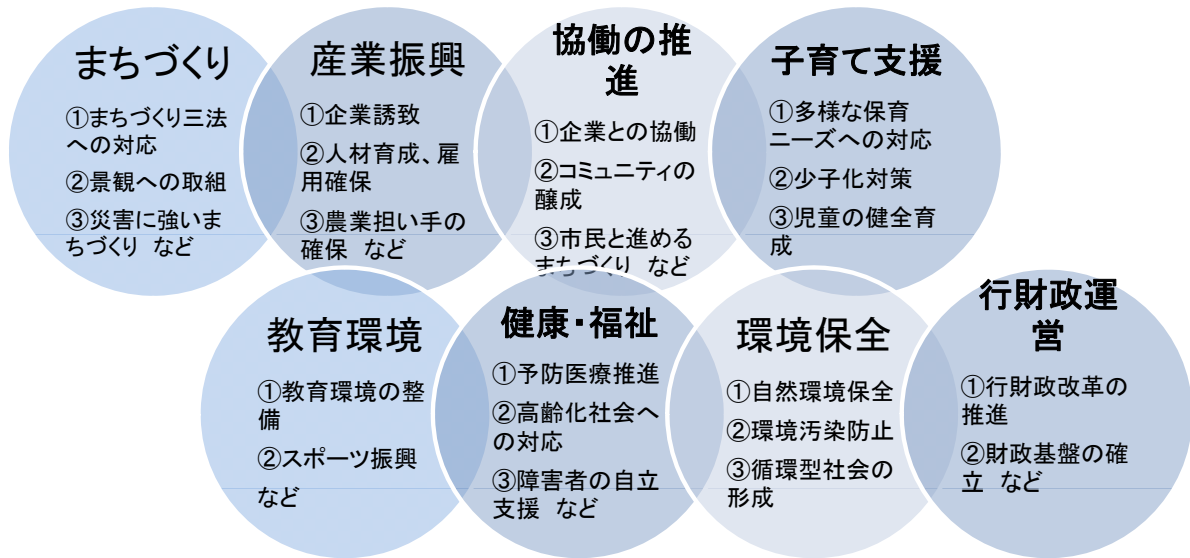 まちづくり
①まちづくり三法
への対応
②景観への取組
③災害に強いま
ちづくり など
産業振興
①企業誘致
②人材育成、雇
用確保
③農業担い手の
確保 など
協働の推
進
①企業との協働
②コミュニティの
醸成
③市民と進める
まちづくり など
子育て支援
①多様な保育
ニーズへの対応
②少子化対策
③児童の健全育
成
教育環境
①教育環境の整
備
②スポーツ振興
など
健康・福祉
①予防医療推進
②高齢化社会へ
の対応
③障害者の自立
支援 など
環境保全
①自然環境保全
②環境汚染防止
③循環型社会の
形成
行財政運
営
①行財政改革の
推進
②財政基盤の確
立 など